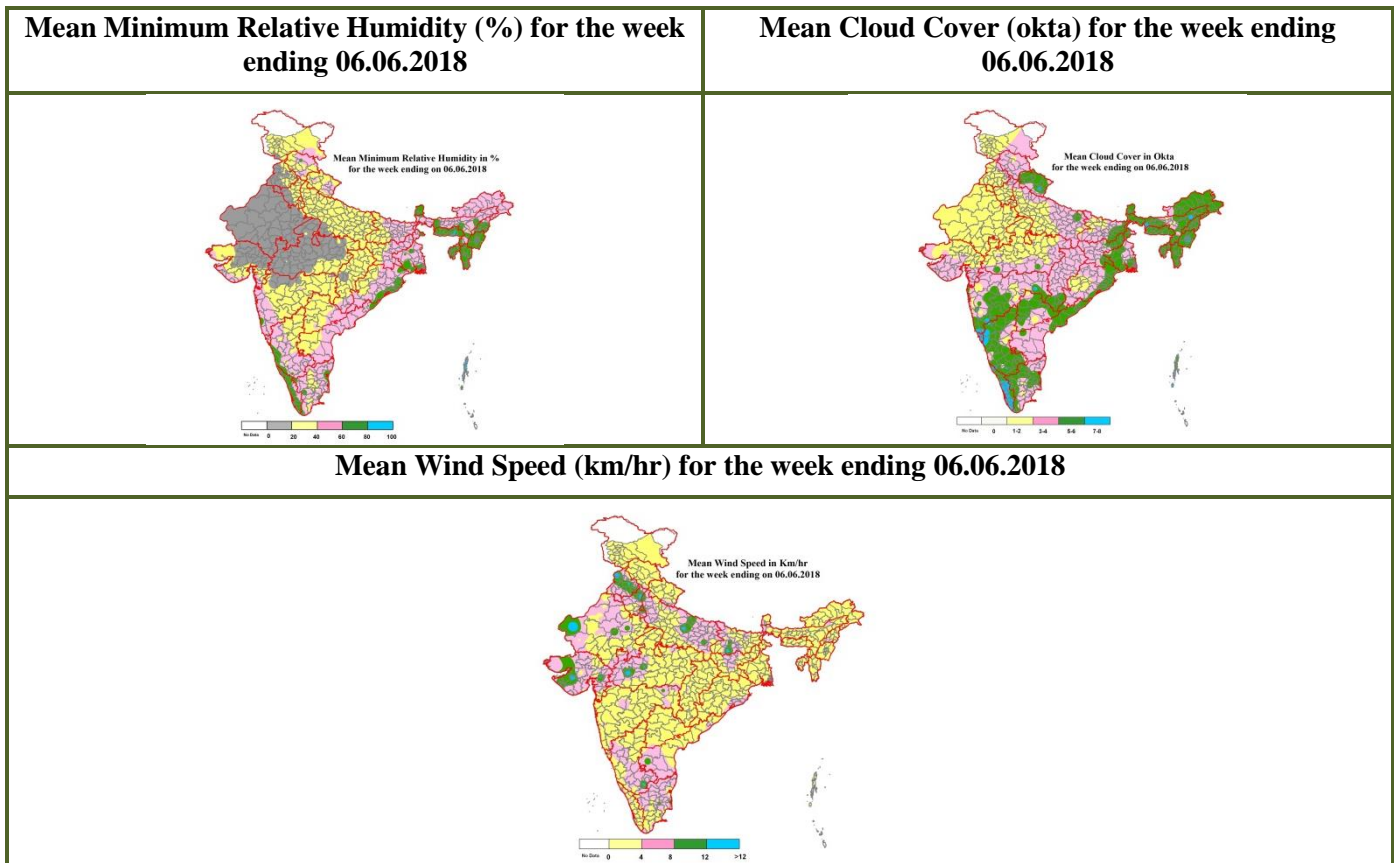 Mean Minimum Relative Humidity (%) for the week
ending 06.06.2018
Mean Cloud Cover (okta) for the week ending
06.06.2018
Mean Minimum Relative Humidity in %
for the week ending on 06.06.2018
No Data 0 20 40 60 80 100
Mean Cloud Cover in Okta
for the week ending on 06.06.2018
No Data 0 1-2 3-4 5-6 7-8
Mean Wind Speed (km/hr) for the week ending 06.06.2018
Mean Wind Speed in Km/hr
for the week ending on 06.06.2018
No Data 0 4 8 12 >12